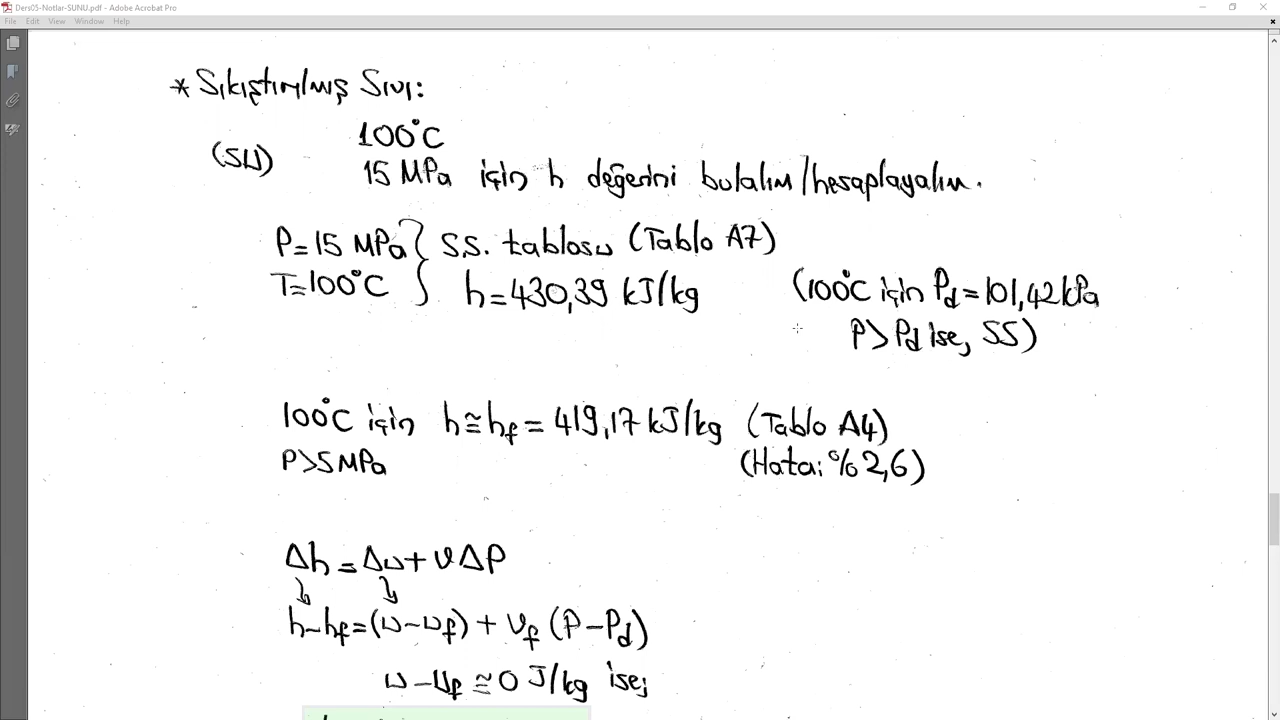 Ders05-Notlar-SUNU.pdf - Adobe Acrobat Pro
File Edit View Window Help
* Sıkıştırılmış Sıvı:
100°C
(SU)
15 MPa için h değerini bulalım/hesaplayalım.
P=15 MPa } S.S. tablosu (Tablo A7)
T=100°C } h=430,39 kJ/kg (100°C için Pd=101,42 kPa
P>Pd ise, SS)
100°C için h≅hf = 419,17 kJ/kg (Tablo A4)
P>5MPa (Hata: %2,6)
Δh = Δu + vΔP
h-hf=(u-uf) + vf (P-Pd)
u-uf ≅ 0 J/kg ise;